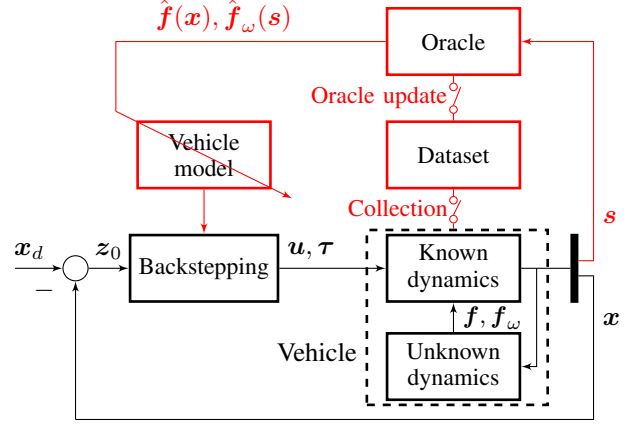 f̂(x), f̂_ω(s)
Oracle
Oracle update
Vehicle
model
Dataset
Collection
s
x_d
z_0
u, τ
−
Backstepping
Known
dynamics
x
f, f_ω
Vehicle
Unknown
dynamics